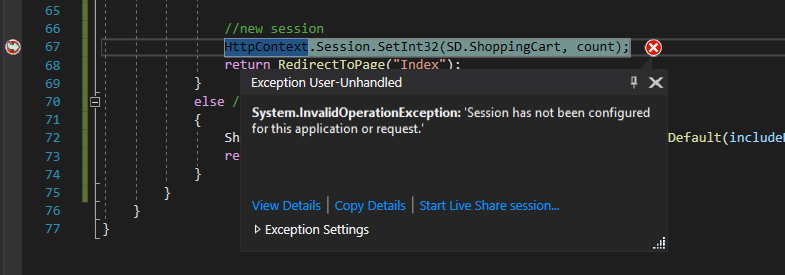 65
66 //new session
67 HttpContext.Session.SetInt32(SD.ShoppingCart, count);
68 return RedirectToPage("Index");
69 }
Exception User-Unhandled
70 else /
System.InvalidOperationException: 'Session has not been configured
71 {
for this application or request.'
72 Sh Default(include
73 re
74 }
75 }
View Details | Copy Details | Start Live Share session...
76 }
77 }
Exception Settings